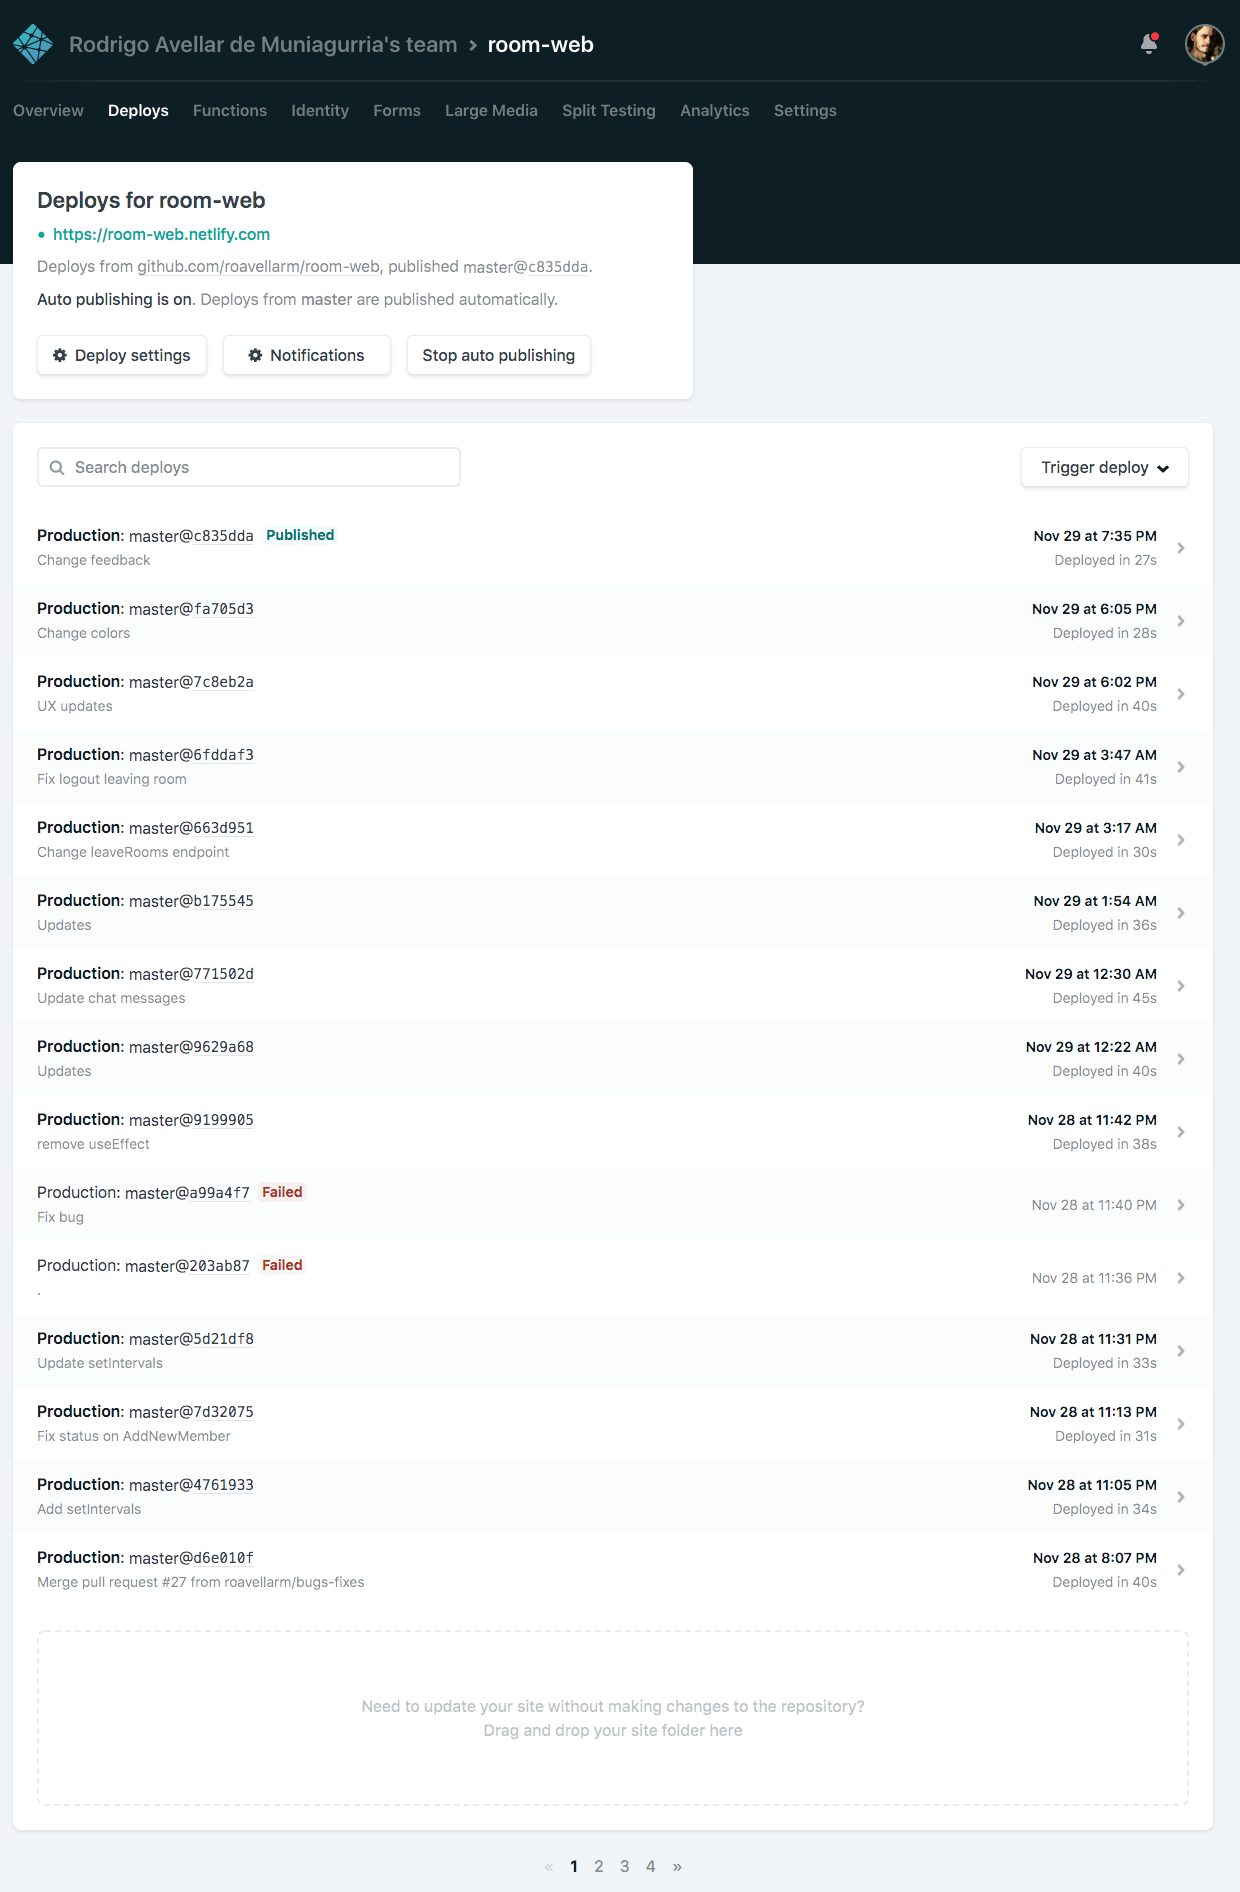 Rodrigo Avellar de Muniagurria's team > room-web
Overview Deploys Functions Identity Forms Large Media Split Testing Analytics Settings
Deploys for room-web
https://room-web.netlify.com
Deploys from github.com/roavellarm/room-web, published master@c835dda.
Auto publishing is on. Deploys from master are published automatically.
Deploy settings Notifications Stop auto publishing
Search deploys Trigger deploy
Production: master@c835dda Published Nov 29 at 7:35 PM
Change feedback Deployed in 27s
Production: master@fa705d3 Nov 29 at 6:05 PM
Change colors Deployed in 28s
Production: master@7c8eb2a Nov 29 at 6:02 PM
UX updates Deployed in 40s
Production: master@6fddaf3 Nov 29 at 3:47 AM
Fix logout leaving room Deployed in 41s
Production: master@663d951 Nov 29 at 3:17 AM
Change leaveRooms endpoint Deployed in 30s
Production: master@b175545 Nov 29 at 1:54 AM
Updates Deployed in 36s
Production: master@771502d Nov 29 at 12:30 AM
Update chat messages Deployed in 45s
Production: master@9629a68 Nov 29 at 12:22 AM
Updates Deployed in 40s
Production: master@9199905 Nov 28 at 11:42 PM
remove useEffect Deployed in 38s
Production: master@a99a4f7 Failed Nov 28 at 11:40 PM
Fix bug
Production: master@203ab87 Failed Nov 28 at 11:36 PM
.
Production: master@5d21df8 Nov 28 at 11:31 PM
Update setIntervals Deployed in 33s
Production: master@7d32075 Nov 28 at 11:13 PM
Fix status on AddNewMember Deployed in 31s
Production: master@4761933 Nov 28 at 11:05 PM
Add setIntervals Deployed in 34s
Production: master@d6e010f Nov 28 at 8:07 PM
Merge pull request #27 from roavellarm/bugs-fixes Deployed in 40s
Need to update your site without making changes to the repository?
Drag and drop your site folder here
« 1 2 3 4 »